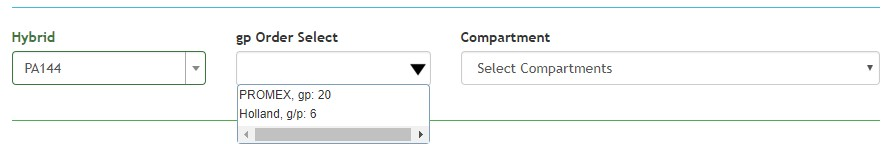 Hybrid
gp Order Select
Compartment
PA144
Select Compartments
PROMEX, gp: 20
Holland, g/p: 6